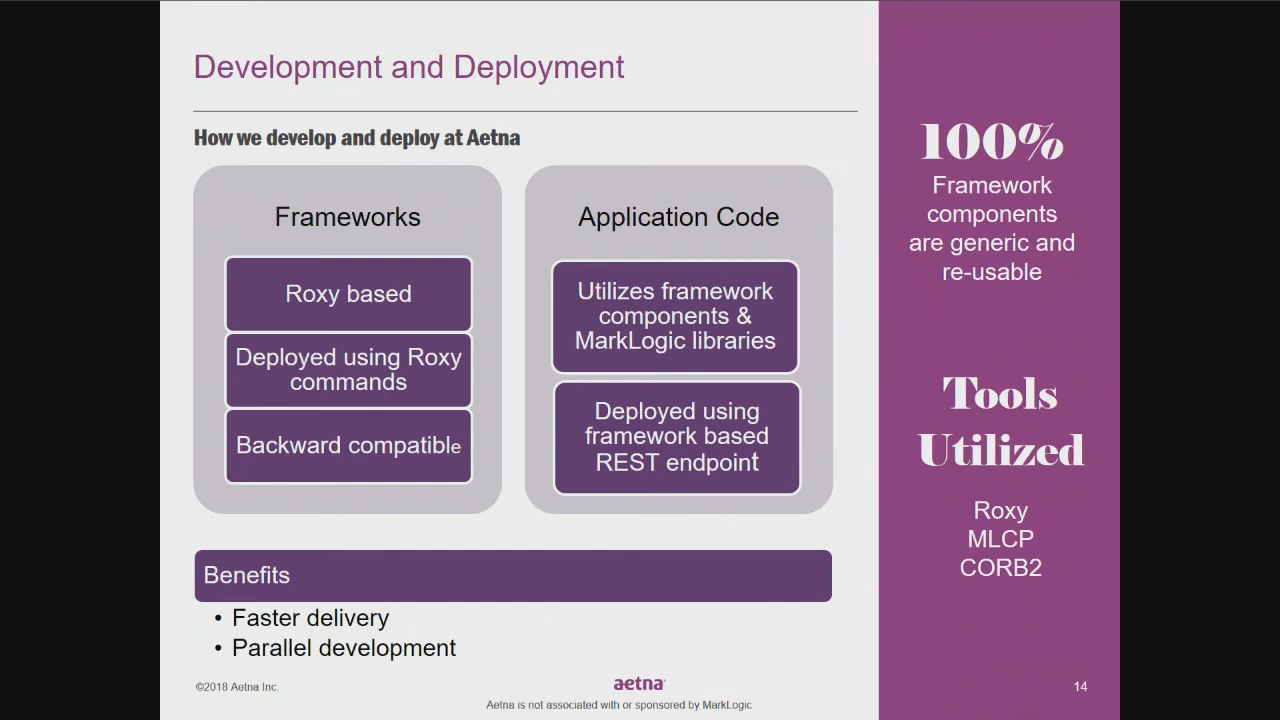 Development and Deployment
How we develop and deploy at Aetna
Frameworks
Roxy based
Deployed using Roxy
commands
Backward compatible
Application Code
Utilizes framework
components &
MarkLogic libraries
Deployed using
framework based
REST endpoint
Benefits
• Faster delivery
• Parallel development
100%
Framework
components
are generic and
re-usable
Tools
Utilized
Roxy
MLCP
CORB2
©2018 Aetna Inc.
aetna
Aetna is not associated with or sponsored by MarkLogic
14